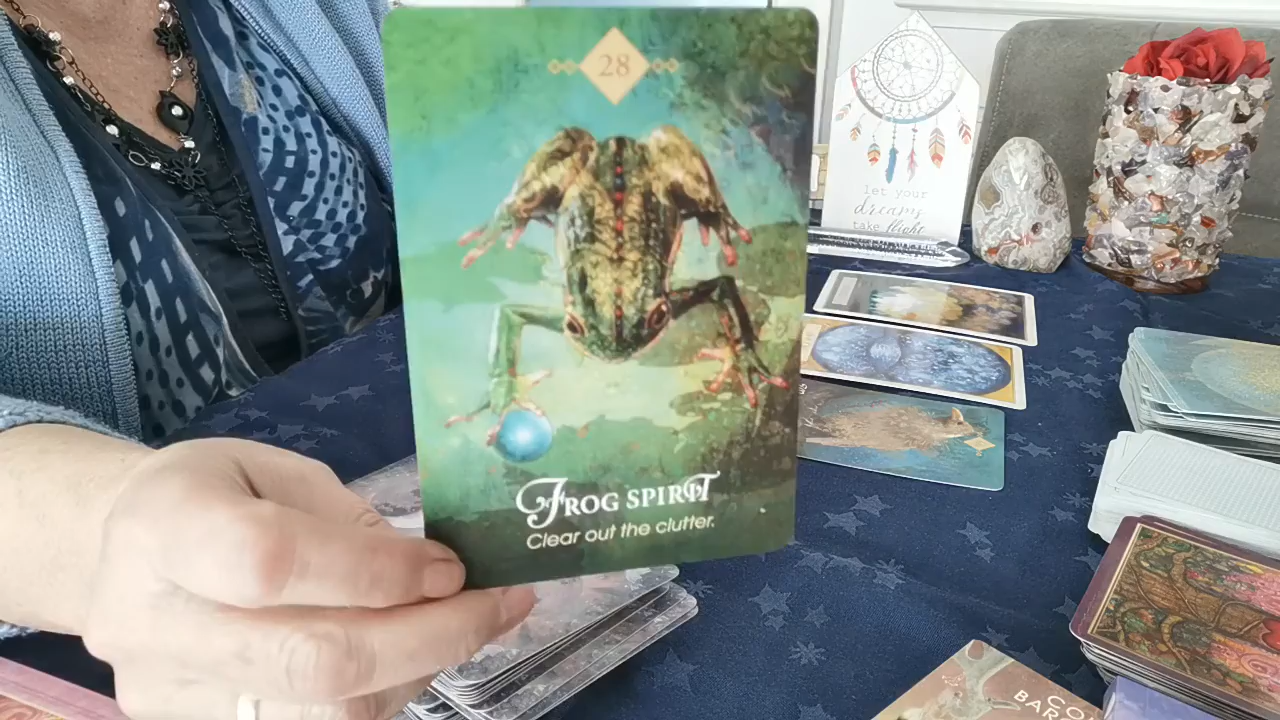 28
FROG SPIRIT
Clear out the clutter.
let your
dreams
take flight